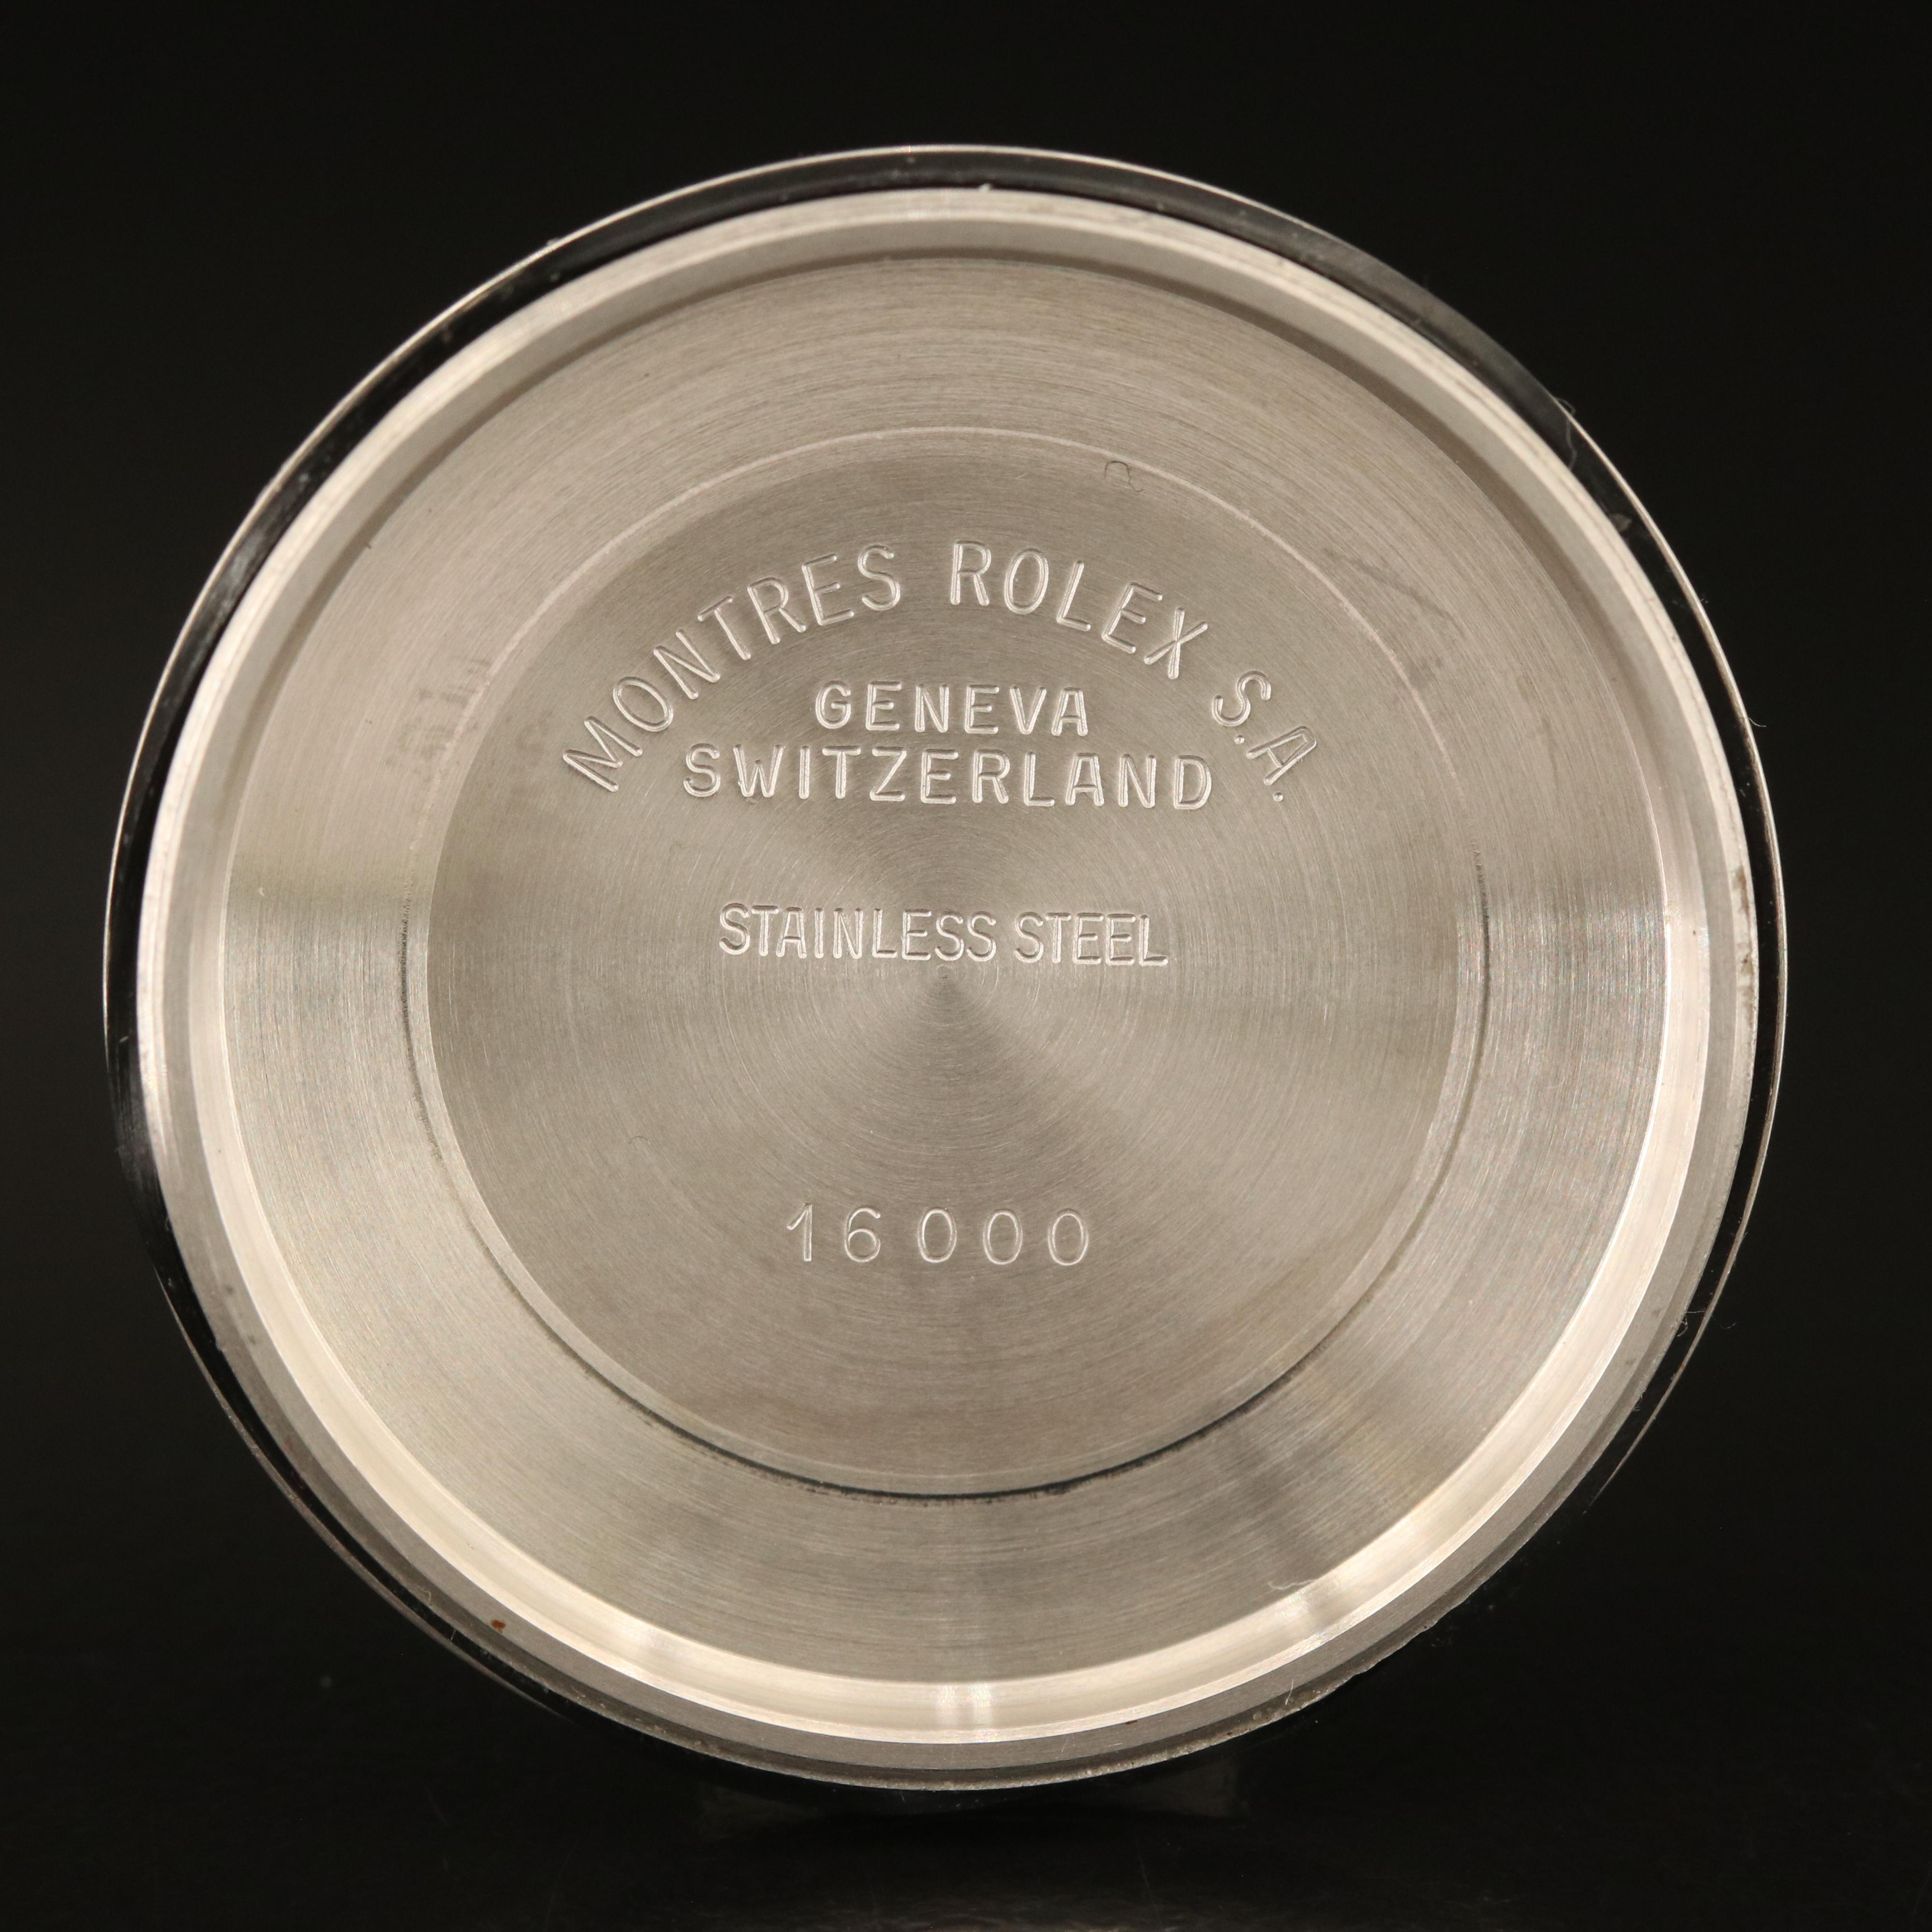 MONTRES ROLEX S.A.
GENEVA
SWITZERLAND
STAINLESS STEEL
16000